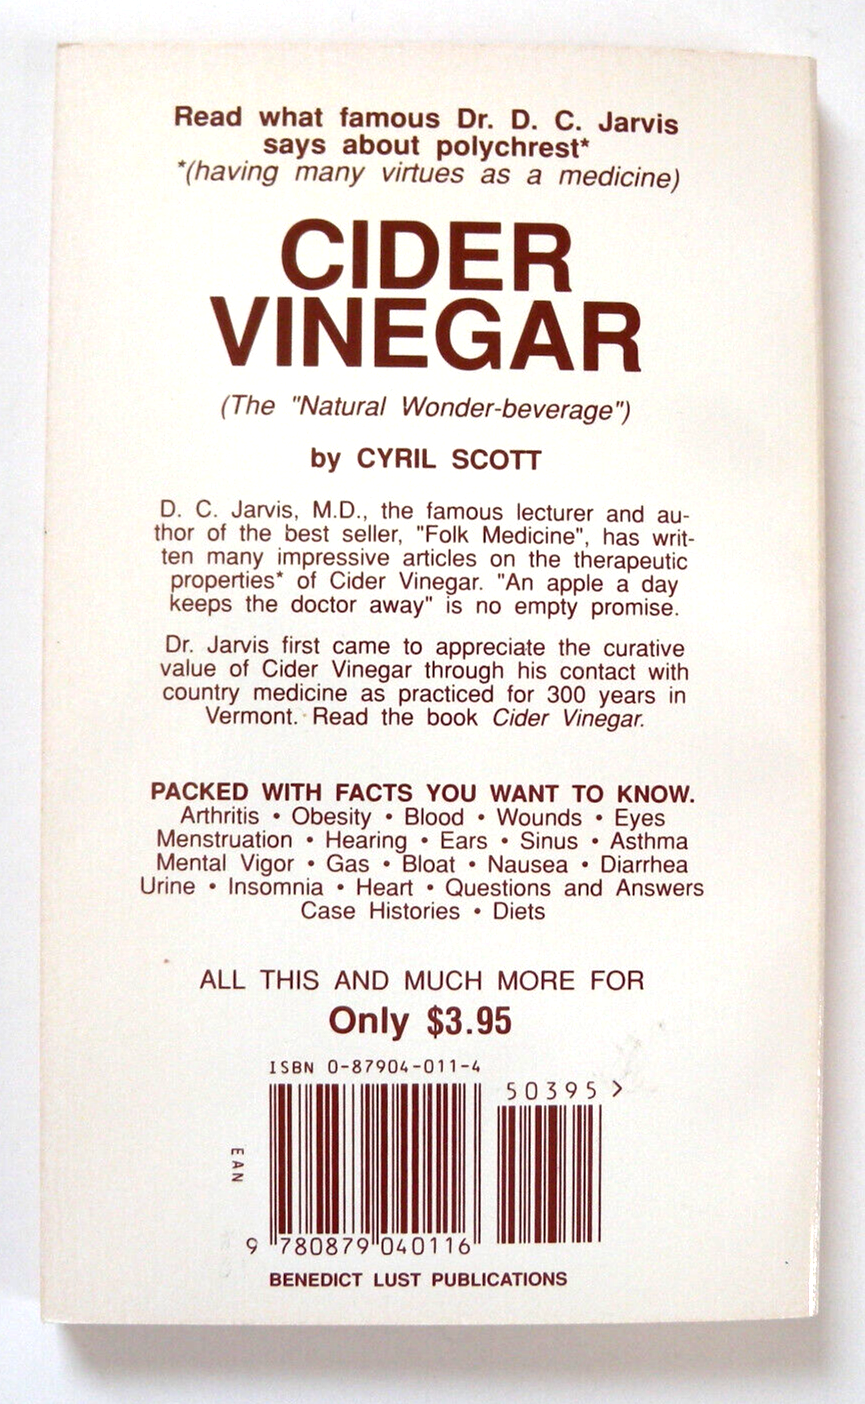 Read what famous Dr. D. C. Jarvis
says about polychrest*
*(having many virtues as a medicine)
CIDER
VINEGAR
(The "Natural Wonder-beverage")
by CYRIL SCOTT
D. C. Jarvis, M.D., the famous lecturer and au-
thor of the best seller, "Folk Medicine", has writ-
ten many impressive articles on the therapeutic
properties* of Cider Vinegar. "An apple a day
keeps the doctor away" is no empty promise.
Dr. Jarvis first came to appreciate the curative
value of Cider Vinegar through his contact with
country medicine as practiced for 300 years in
Vermont. Read the book Cider Vinegar.
PACKED WITH FACTS YOU WANT TO KNOW.
Arthritis • Obesity • Blood • Wounds • Eyes
Menstruation • Hearing • Ears • Sinus • Asthma
Mental Vigor • Gas • Bloat • Nausea • Diarrhea
Urine • Insomnia • Heart • Questions and Answers
Case Histories • Diets
ALL THIS AND MUCH MORE FOR
Only $3.95
ISBN 0-87904-011-4
50395 >
EAN
9 780879 040116
BENEDICT LUST PUBLICATIONS